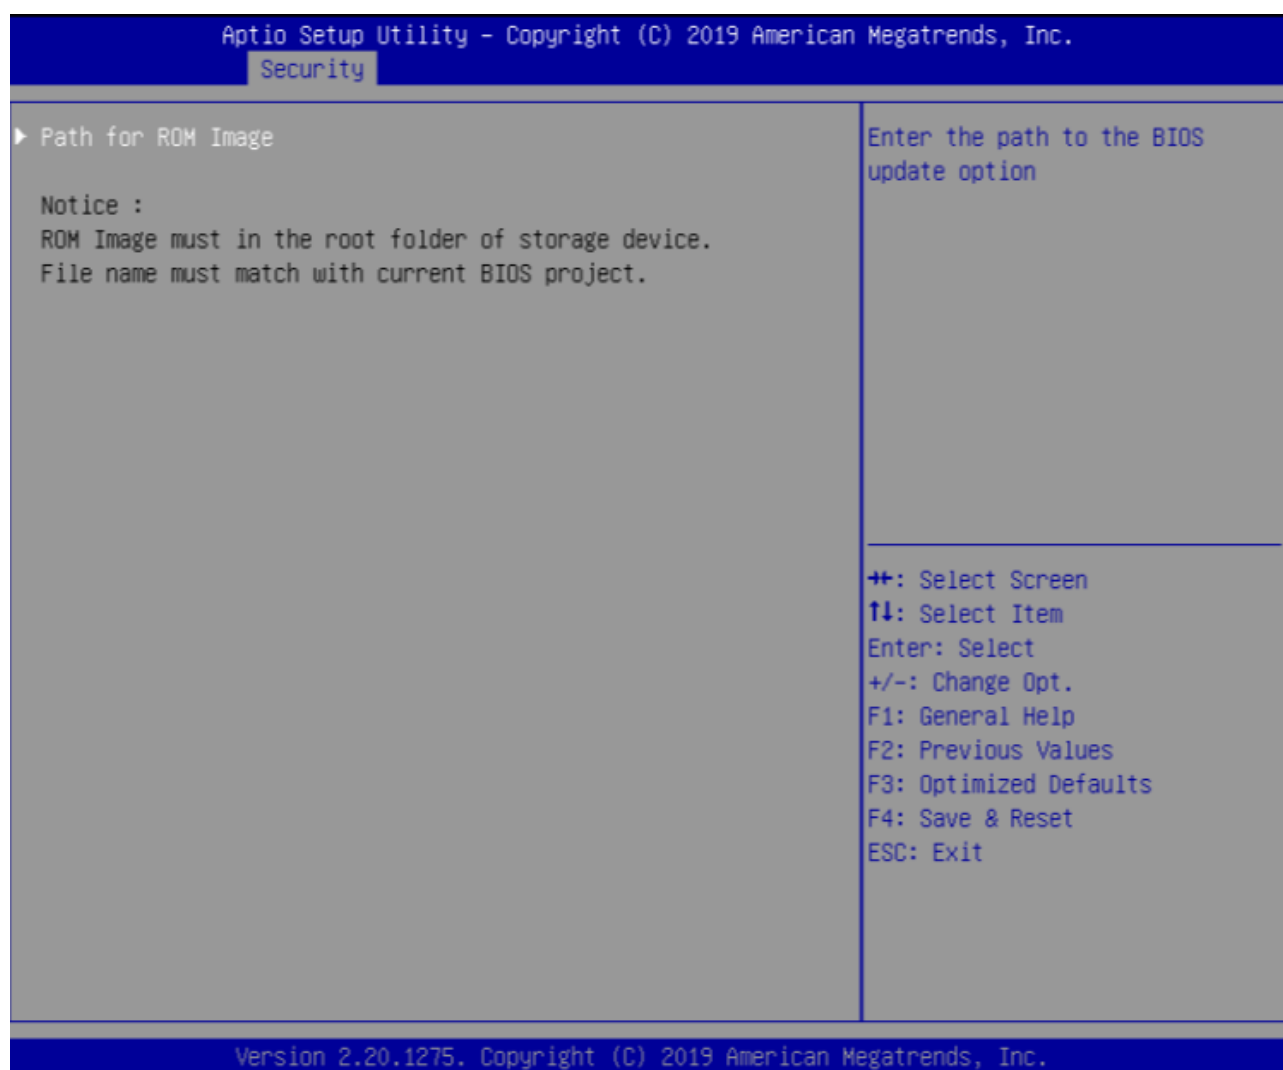 Aptio Setup Utility – Copyright (C) 2019 American Megatrends, Inc.
Security
▶ Path for ROM Image
Notice :
ROM Image must in the root folder of storage device.
File name must match with current BIOS project.
Enter the path to the BIOS
update option
→←: Select Screen
↑↓: Select Item
Enter: Select
+/-: Change Opt.
F1: General Help
F2: Previous Values
F3: Optimized Defaults
F4: Save & Reset
ESC: Exit
Version 2.20.1275. Copyright (C) 2019 American Megatrends, Inc.